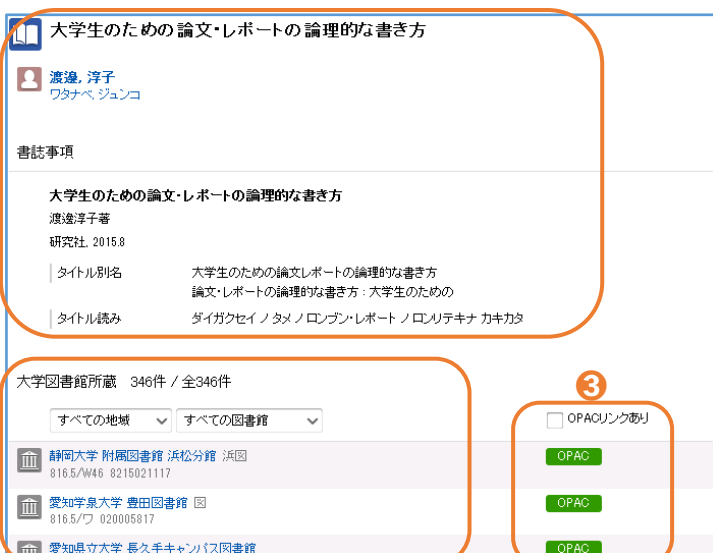 大学生のための論文・レポートの論理的な書き方
渡邉, 淳子
ワタナベ, ジュンコ
書誌事項
大学生のための論文・レポートの論理的な書き方
渡邉淳子著
研究社, 2015.8
タイトル別名 大学生のための論文レポートの論理的な書き方
論文・レポートの論理的な書き方 : 大学生のための
タイトル読み ダイガクセイ ノ タメ ノ ロンブン・レポート ノ ロンリテキナ カキカタ
大学図書館所蔵 346件 / 全346件
❸
すべての地域 すべての図書館 OPACリンクあり
静岡大学 附属図書館 浜松分館 浜図 OPAC
816.5/W46 8215021117
愛知学泉大学 豊田図書館 図 OPAC
816.5/ワ 020005817
愛知県立大学 長久手キャンパス図書館 OPAC